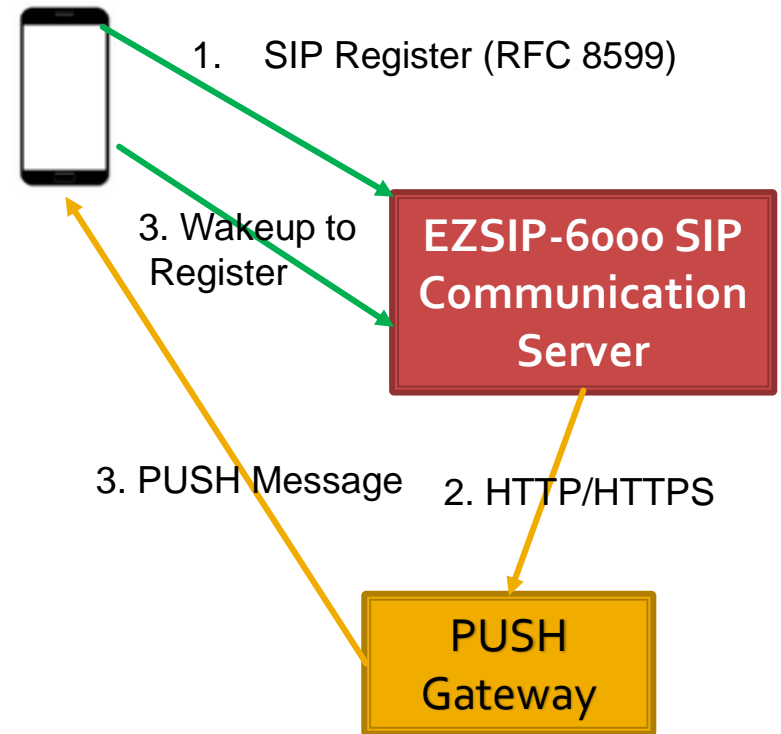 1. SIP Register (RFC 8599)
3. Wakeup to
Register
EZSIP-6000 SIP
Communication
Server
3. PUSH Message
2. HTTP/HTTPS
PUSH
Gateway